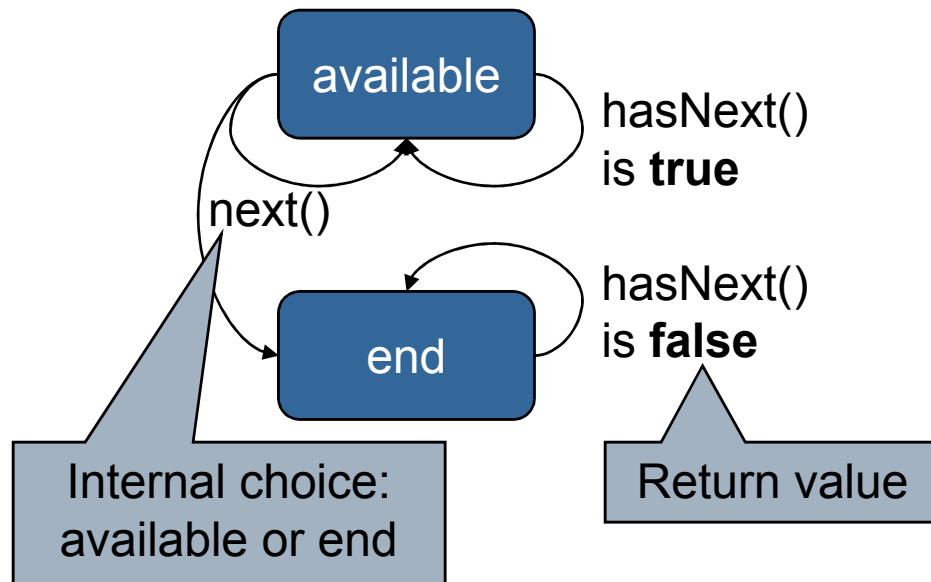 available
hasNext()
is true
next()
hasNext()
is false
end
Internal choice:
available or end
Return value